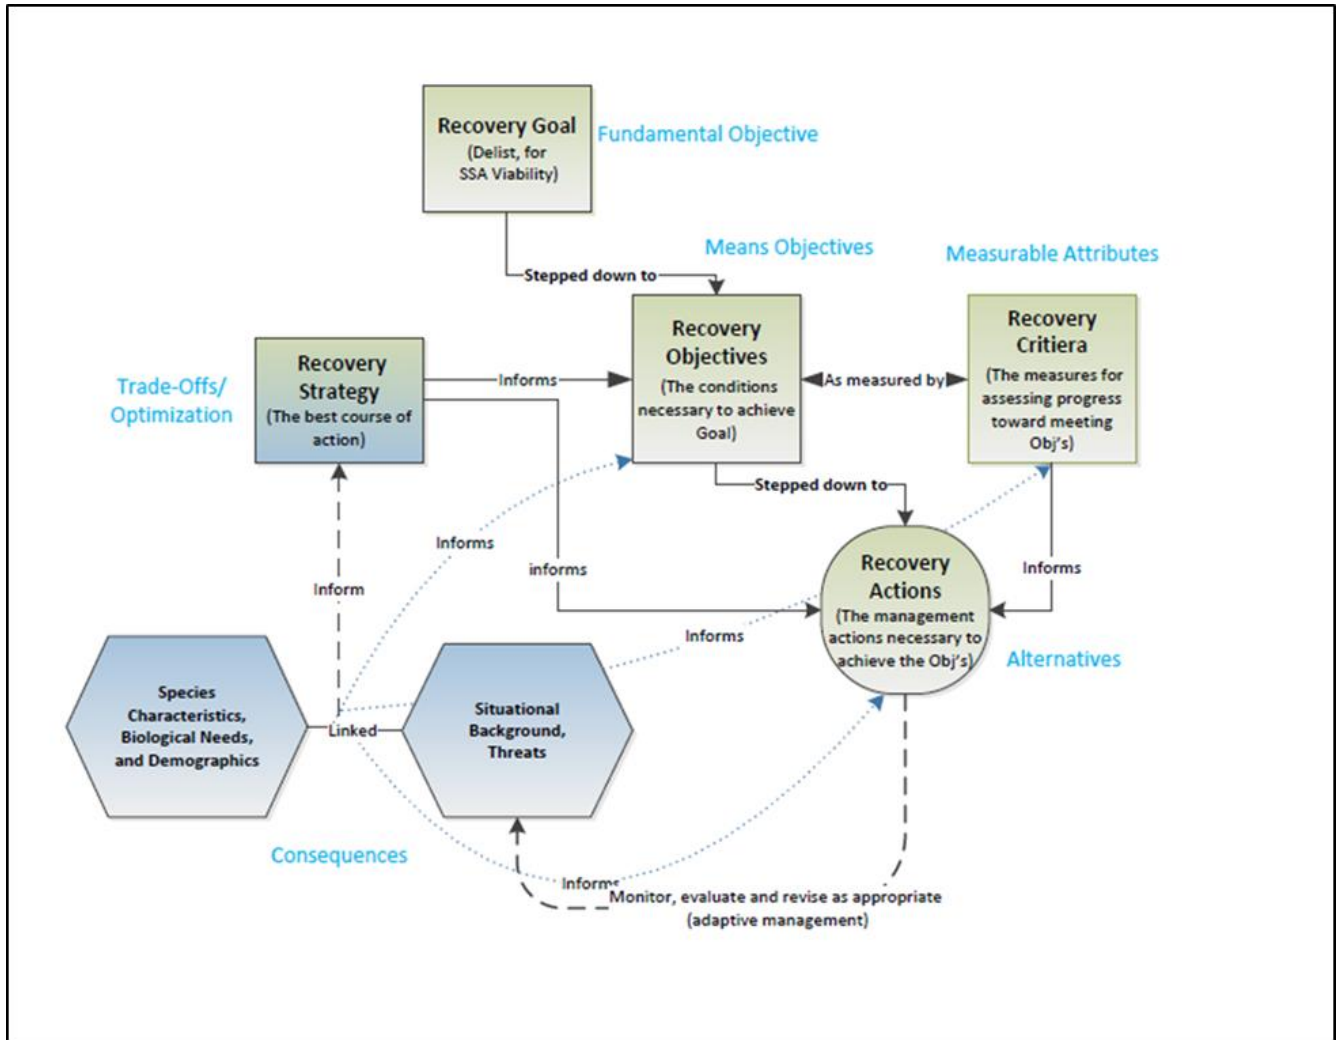 Recovery Goal
(Delist, for
SSA Viability)
Fundamental Objective
Means Objectives
Measurable Attributes
Stepped down to
Recovery
Objectives
(The conditions
necessary to achieve
Goal)
Recovery
Critiera
(The measures for
assessing progress
toward meeting
Obj's)
Recovery
Strategy
(The best course of
action)
Trade-Offs/
Optimization
Informs
As measured by
Stepped down to
Informs
informs
Inform
Informs
Informs
Recovery
Actions
(The management
actions necessary to
achieve the Obj's)
Alternatives
Species
Characteristics,
Biological Needs,
and Demographics
Linked
Situational
Background,
Threats
Consequences
Informs
Monitor, evaluate and revise as appropriate
(adaptive management)